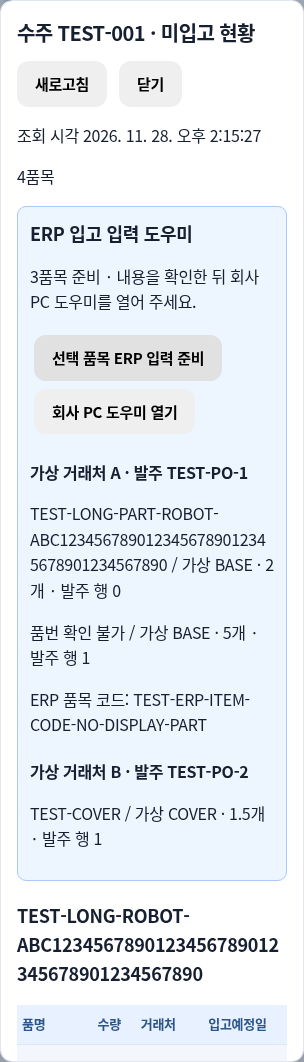 수주 TEST-001 · 미입고 현황
새로고침 닫기
조회 시각 2026. 11. 28. 오후 2:15:27
4품목
ERP 입고 입력 도우미
3품목 준비 · 내용을 확인한 뒤 회사
PC 도우미를 열어 주세요.
선택 품목 ERP 입력 준비
회사 PC 도우미 열기
가상 거래처 A · 발주 TEST-PO-1
TEST-LONG-PART-ROBOT-
ABC123456789012345678901234
5678901234567890 / 가상 BASE · 2
개 · 발주 행 0
품번 확인 불가 / 가상 BASE · 5개 ·
발주 행 1
ERP 품목 코드: TEST-ERP-ITEM-
CODE-NO-DISPLAY-PART
가상 거래처 B · 발주 TEST-PO-2
TEST-COVER / 가상 COVER · 1.5개
· 발주 행 1
TEST-LONG-ROBOT-
ABC1234567890123456789012
345678901234567890
품명 수량 거래처 입고예정일